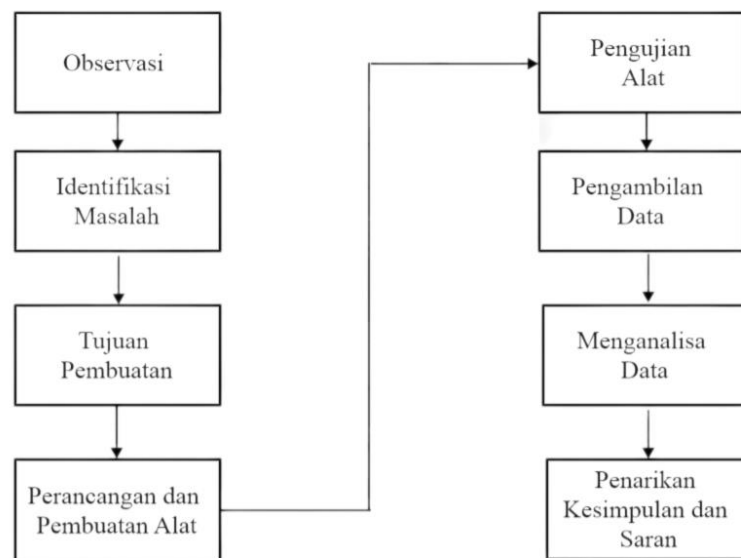 Observasi
Identifikasi
Masalah
Tujuan
Pembuatan
Perancangan dan
Pembuatan Alat
Pengujian
Alat
Pengambilan
Data
Menganalisa
Data
Penarikan
Kesimpulan dan
Saran